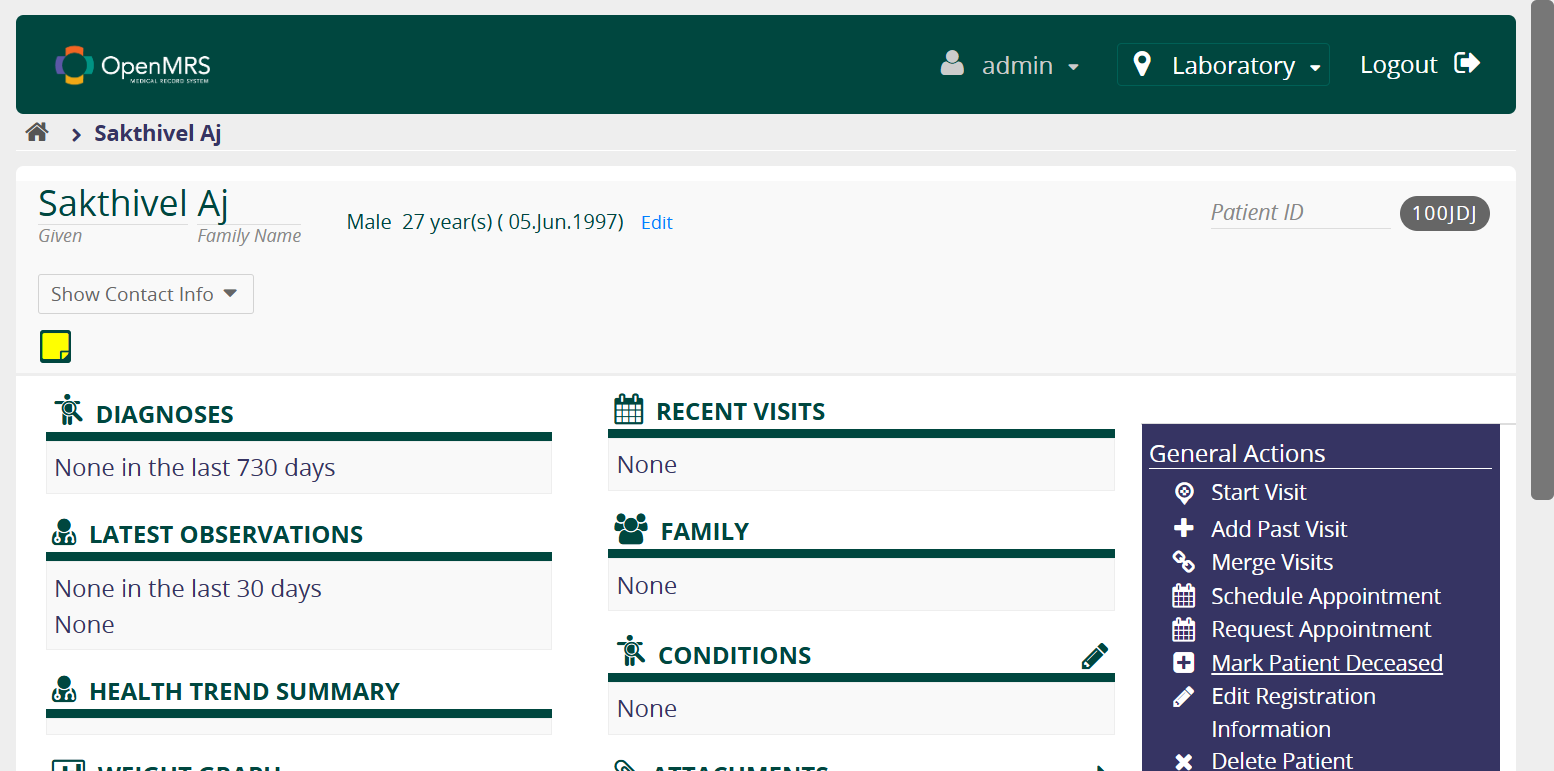 OpenMRS
MEDICAL RECORD SYSTEM
admin
Laboratory
Logout
Sakthivel Aj
Sakthivel Aj
Given Family Name
Male 27 year(s) ( 05.Jun.1997) Edit
Patient ID 100JDJ
Show Contact Info
DIAGNOSES
None in the last 730 days
LATEST OBSERVATIONS
None in the last 30 days
None
HEALTH TREND SUMMARY
WEIGHT GRAPH
RECENT VISITS
None
FAMILY
None
CONDITIONS
None
ATTACHMENTS
General Actions
Start Visit
Add Past Visit
Merge Visits
Schedule Appointment
Request Appointment
Mark Patient Deceased
Edit Registration
Information
Delete Patient